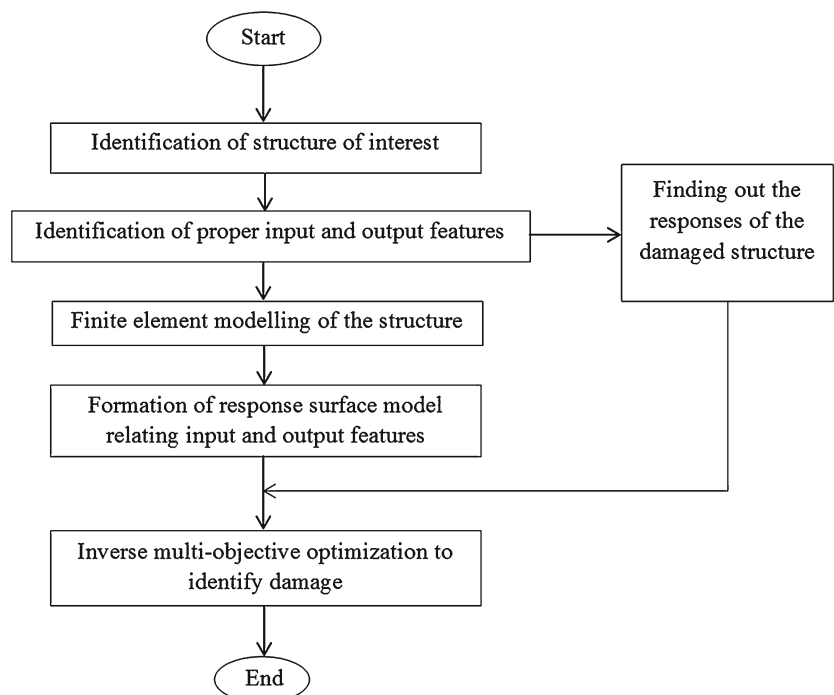 Start
Identification of structure of interest
Identification of proper input and output features
Finding out the
responses of the
damaged structure
Finite element modelling of the structure
Formation of response surface model
relating input and output features
Inverse multi-objective optimization to
identify damage
End